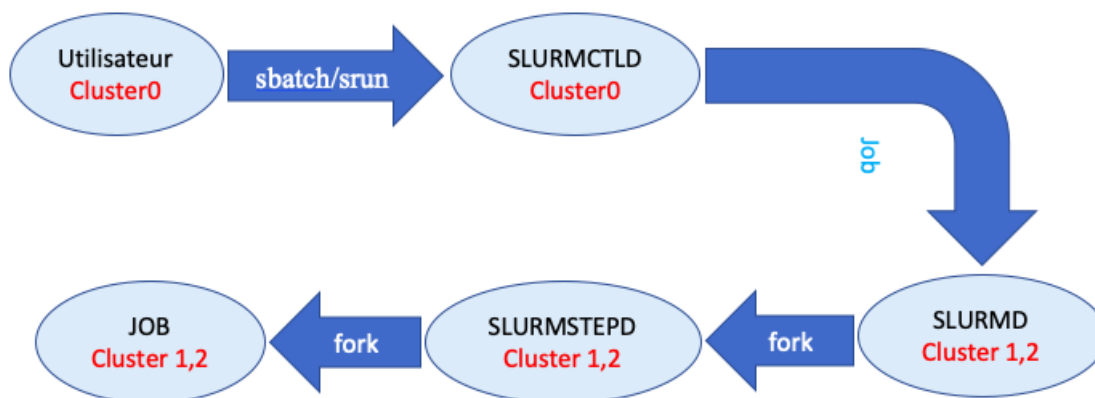 Utilisateur
Cluster0
sbatch/srun
SLURMCTLD
Cluster0
Job
JOB
Cluster 1,2
fork
SLURMSTEPD
Cluster 1,2
fork
SLURMD
Cluster 1,2